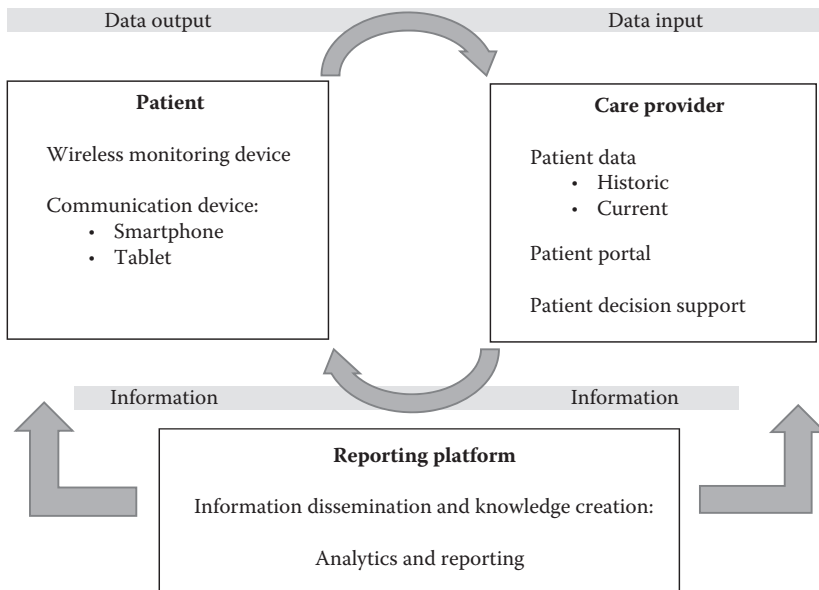 Data output
Data input
Patient
Wireless monitoring device
Communication device:
• Smartphone
• Tablet
Care provider
Patient data
• Historic
• Current
Patient portal
Patient decision support
Information
Information
Reporting platform
Information dissemination and knowledge creation:
Analytics and reporting